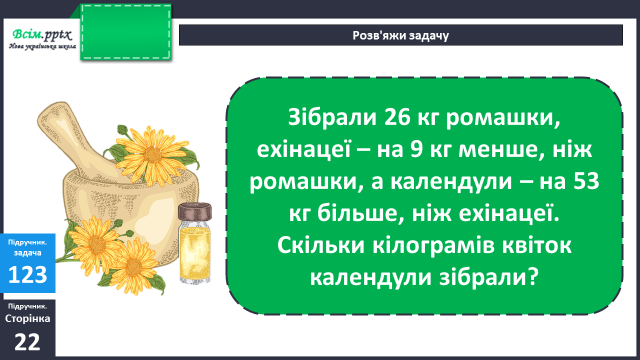 Всім.pptx
Нова українська школа
Розв'яжи задачу
Зібрали 26 кг ромашки,
ехінацеї – на 9 кг менше, ніж
ромашки, а календули – на 53
кг більше, ніж ехінацеї.
Скільки кілограмів квіток
календули зібрали?
Підручник.
задача
123
Підручник.
Сторінка
22